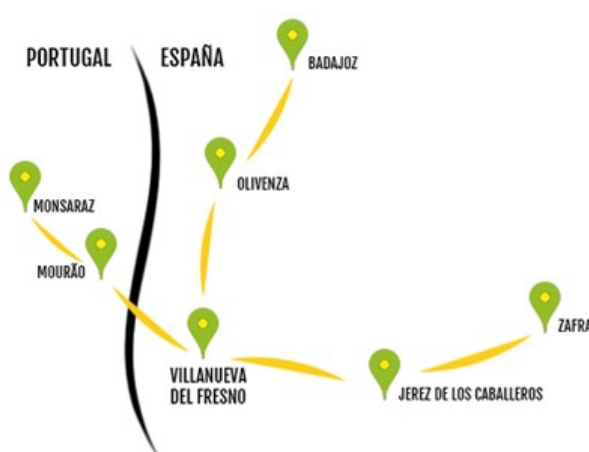 PORTUGAL
ESPAÑA
BADAJOZ
OLIVENZA
MONSARAZ
MOURÃO
VILLANUEVA
DEL FRESNO
JEREZ DE LOS CABALLEROS
ZAFRA